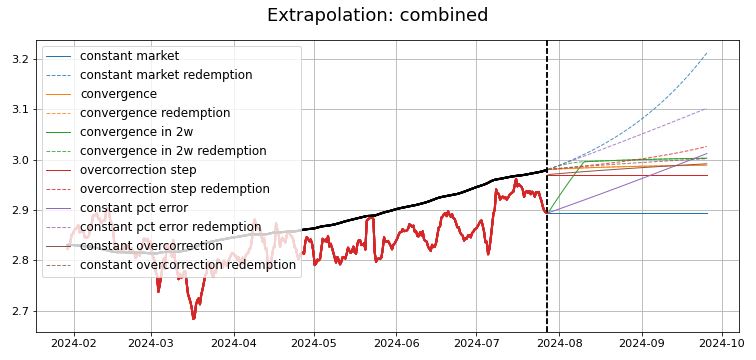 Extrapolation: combined
constant market
constant market redemption
convergence
convergence redemption
convergence in 2w
convergence in 2w redemption
overcorrection step
overcorrection step redemption
constant pct error
constant pct error redemption
constant overcorrection
constant overcorrection redemption
3.2
3.1
3.0
2.9
2.8
2.7
2024-02 2024-03 2024-04 2024-05 2024-06 2024-07 2024-08 2024-09 2024-10